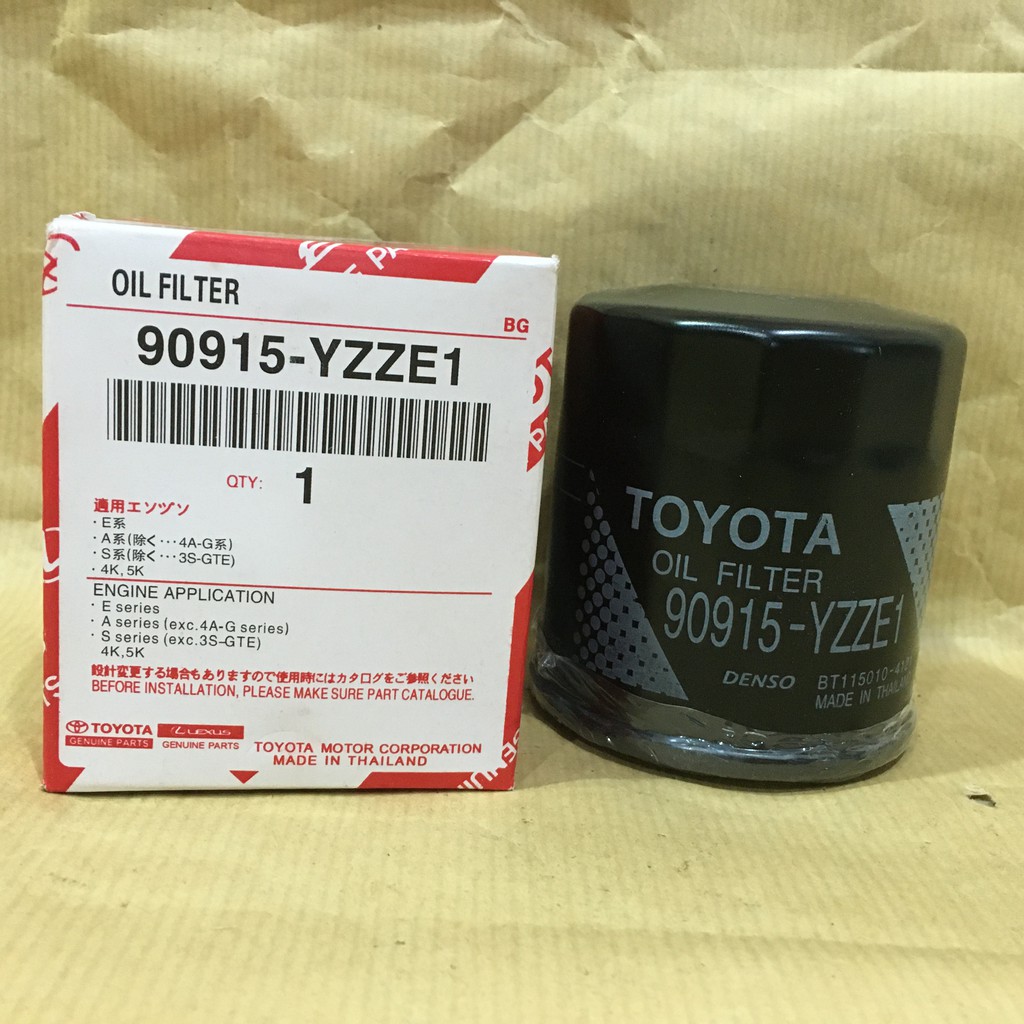 OIL FILTER
BG
90915-YZZE1
QTY: 1
適用エンヅン
・E系
・A系(除く…4A-G系)
・S系(除く…3S-GTE)
・4K,5K
ENGINE APPLICATION
・E series
・A series (exc.4A-G series)
・S series (exc.3S-GTE)
4K,5K
設計変更する場合もありますので使用時にはカタログをご参照ください
BEFORE INSTALLATION, PLEASE MAKE SURE PART CATALOGUE.
TOYOTA
GENUINE PARTS
LEXUS
GENUINE PARTS
TOYOTA MOTOR CORPORATION
MADE IN THAILAND
TOYOTA
OIL FILTER
90915-YZZE1
DENSO
MADE IN THAILAND